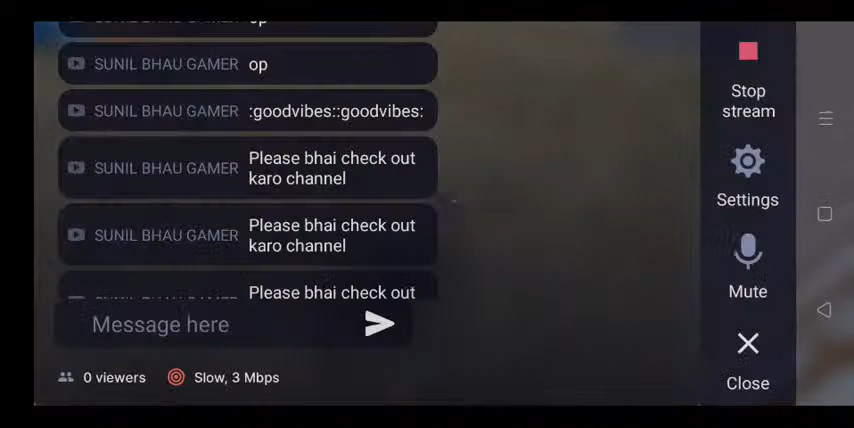 op
SUNIL BHAU GAMER op
SUNIL BHAU GAMER :goodvibes::goodvibes:
SUNIL BHAU GAMER Please bhai check out
karo channel
SUNIL BHAU GAMER Please bhai check out
karo channel
Please bhai check out
Message here
0 viewers Slow, 3 Mbps
Stop
stream
Settings
Mute
Close